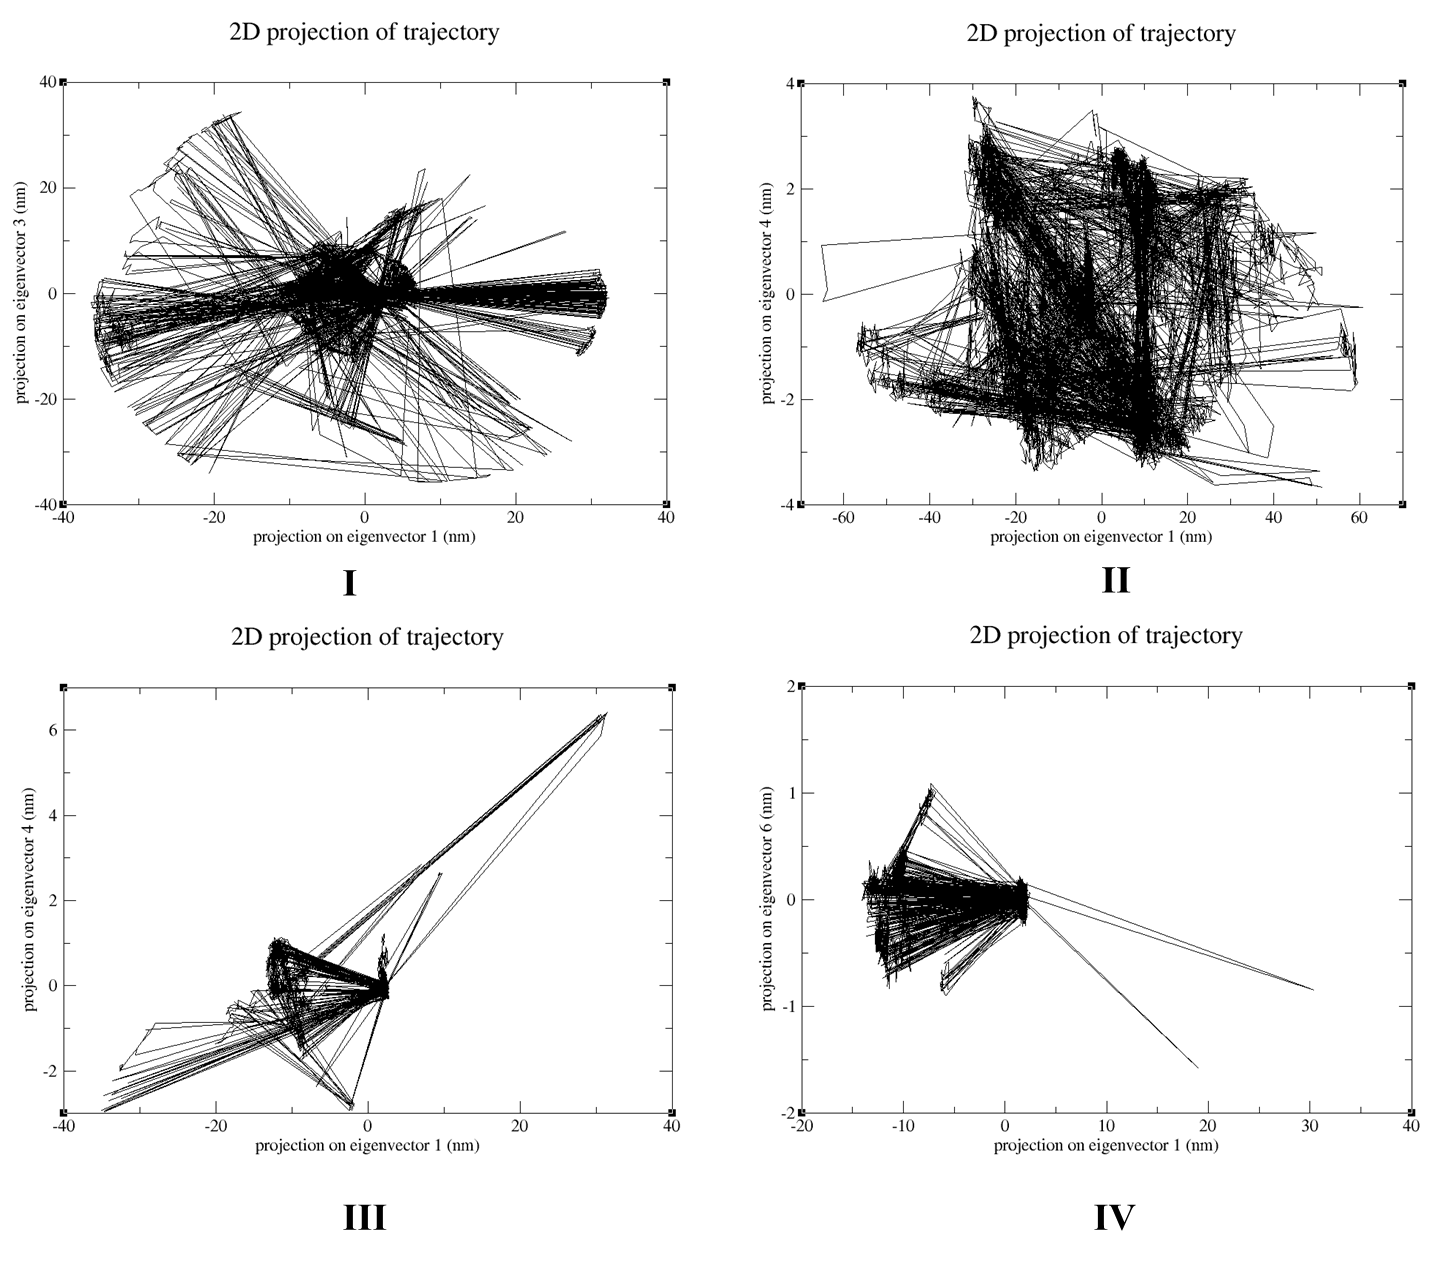 2D projection of trajectory
40
20
0
-20
-40
projection on eigenvector 3 (nm)
-40 -20 0 20 40
projection on eigenvector 1 (nm)
I
2D projection of trajectory
4
2
0
-2
-4
projection on eigenvector 4 (nm)
-60 -40 -20 0 20 40 60
projection on eigenvector 1 (nm)
II
2D projection of trajectory
6
4
2
0
-2
projection on eigenvector 4 (nm)
-40 -20 0 20 40
projection on eigenvector 1 (nm)
III
2D projection of trajectory
2
1
0
-1
-2
projection on eigenvector 6 (nm)
-20 -10 0 10 20 30 40
projection on eigenvector 1 (nm)
IV